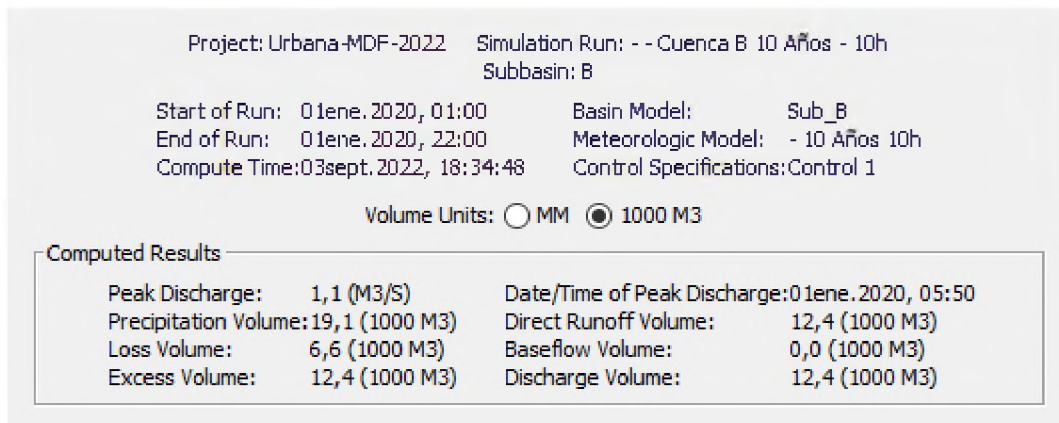 Project: Urbana-MDF-2022 Simulation Run: - - Cuenca B 10 Años - 10h
Subbasin: B
Start of Run: 01ene.2020, 01:00 Basin Model: Sub_B
End of Run: 01ene.2020, 22:00 Meteorologic Model: - 10 Años 10h
Compute Time:03sept.2022, 18:34:48 Control Specifications:Control 1
Volume Units: MM 1000 M3
Computed Results
Peak Discharge: 1,1 (M3/S) Date/Time of Peak Discharge:01ene.2020, 05:50
Precipitation Volume:19,1 (1000 M3) Direct Runoff Volume: 12,4 (1000 M3)
Loss Volume: 6,6 (1000 M3) Baseflow Volume: 0,0 (1000 M3)
Excess Volume: 12,4 (1000 M3) Discharge Volume: 12,4 (1000 M3)